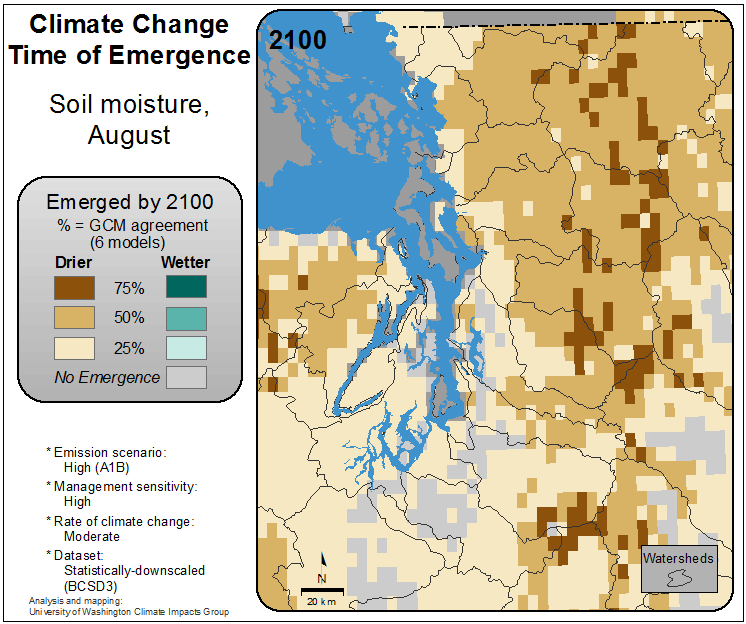 Climate Change
Time of Emergence
Soil moisture,
August
Emerged by 2100
% = GCM agreement
(6 models)
Drier Wetter
75%
50%
25%
No Emergence
* Emission scenario:
High (A1B)
* Management sensitivity:
High
* Rate of climate change:
Moderate
* Dataset:
Statistically-downscaled
(BCSD3)
Analysis and mapping:
University of Washington Climate Impacts Group
2100
N
20 km
Watersheds